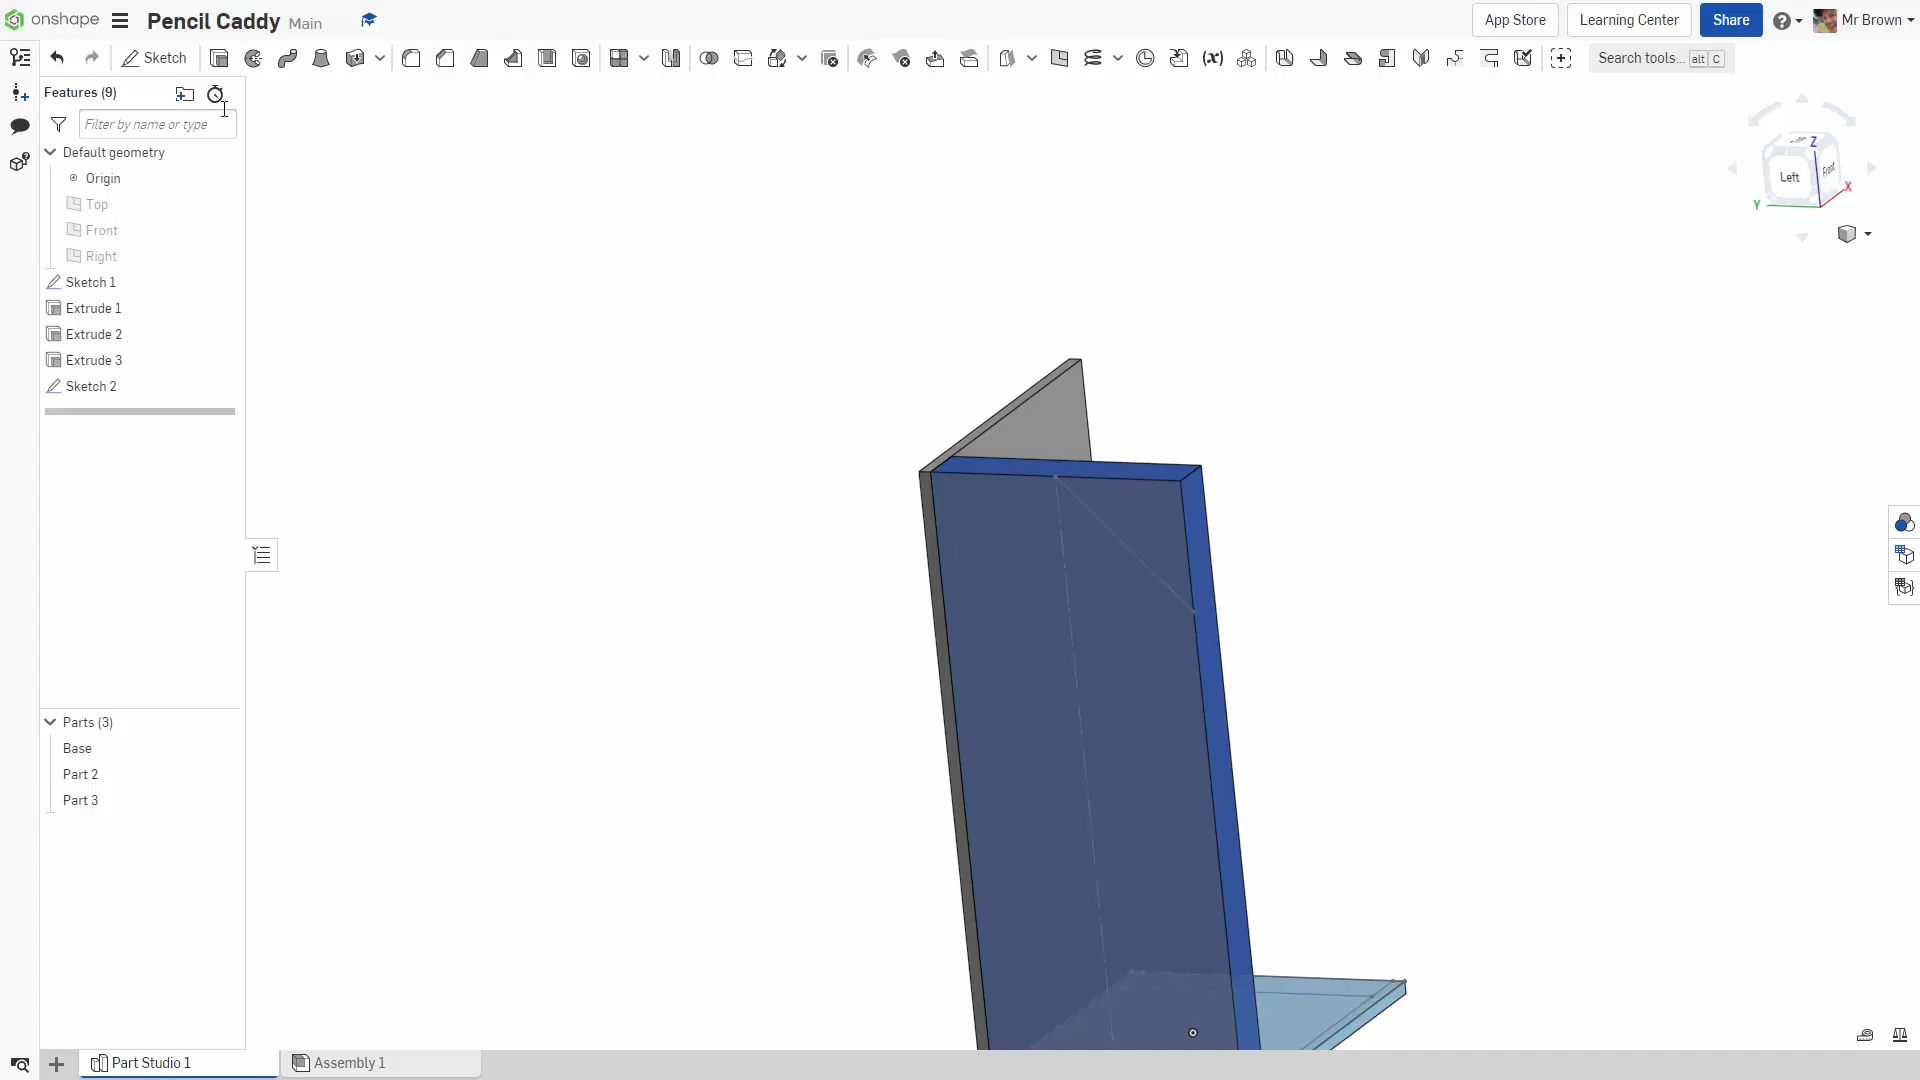 onshape Pencil Caddy Main App Store Learning Center Share Mr Brown
Sketch Search tools... alt C
Features (9)
Filter by name or type
Default geometry
Origin
Top
Front
Right
Sketch 1
Extrude 1
Extrude 2
Extrude 3
Sketch 2
Parts (3)
Base
Part 2
Part 3
Z
Left Front
X
Y
Part Studio 1 Assembly 1